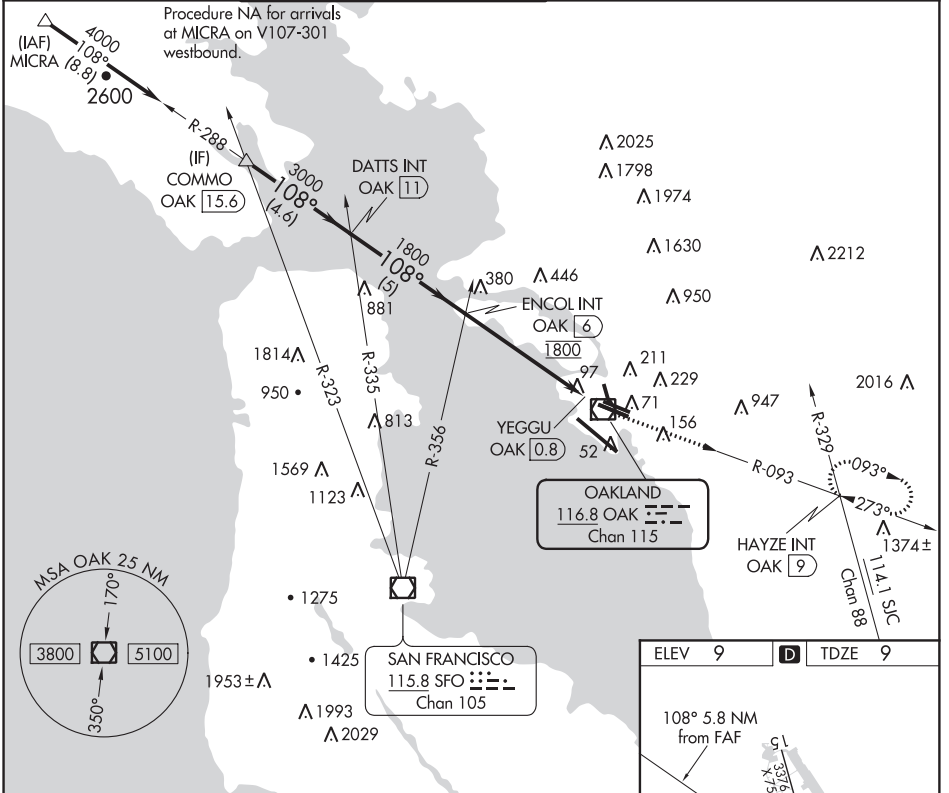 Procedure NA for arrivals
at MICRA on V107-301
westbound.
(IAF)
MICRA
4000
108°
(8.8)
2600
R-288
(IF)
COMMO
OAK 15.6
3000
108°
(4.6)
DATTS INT
OAK 11
1800
108°
(5)
2025
1798
1974
1630
2212
950
380
446
ENCOL INT
OAK 6
1800
881
1814
950
R-323
R-335
R-356
813
1569
1123
97
211
229
71
156
947
2016
YEGGU
OAK 0.8
52
R-093
R-329
093°
273°
1374±
HAYZE INT
OAK 9
114.1 SJC
Chan 88
OAKLAND
116.8 OAK
Chan 115
MSA OAK 25 NM
170°
3800
5100
350°
1275
1425
1953±
1993
2029
SAN FRANCISCO
115.8 SFO
Chan 105
ELEV 9
D
TDZE 9
108° 5.8 NM
from FAF
15
3376
X 75